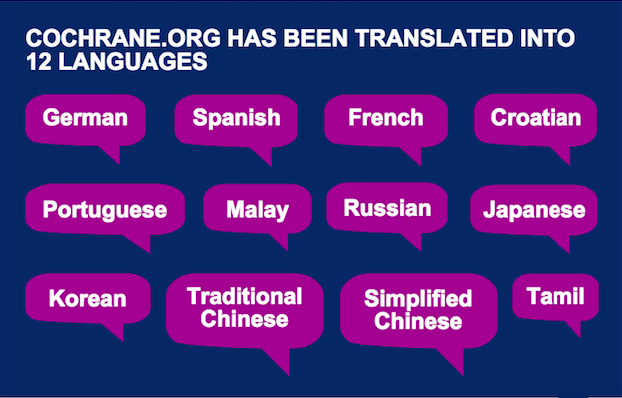 COCHRANE.ORG HAS BEEN TRANSLATED INTO
12 LANGUAGES
German
Spanish
French
Croatian
Portuguese
Malay
Russian
Japanese
Korean
Traditional
Chinese
Simplified
Chinese
Tamil